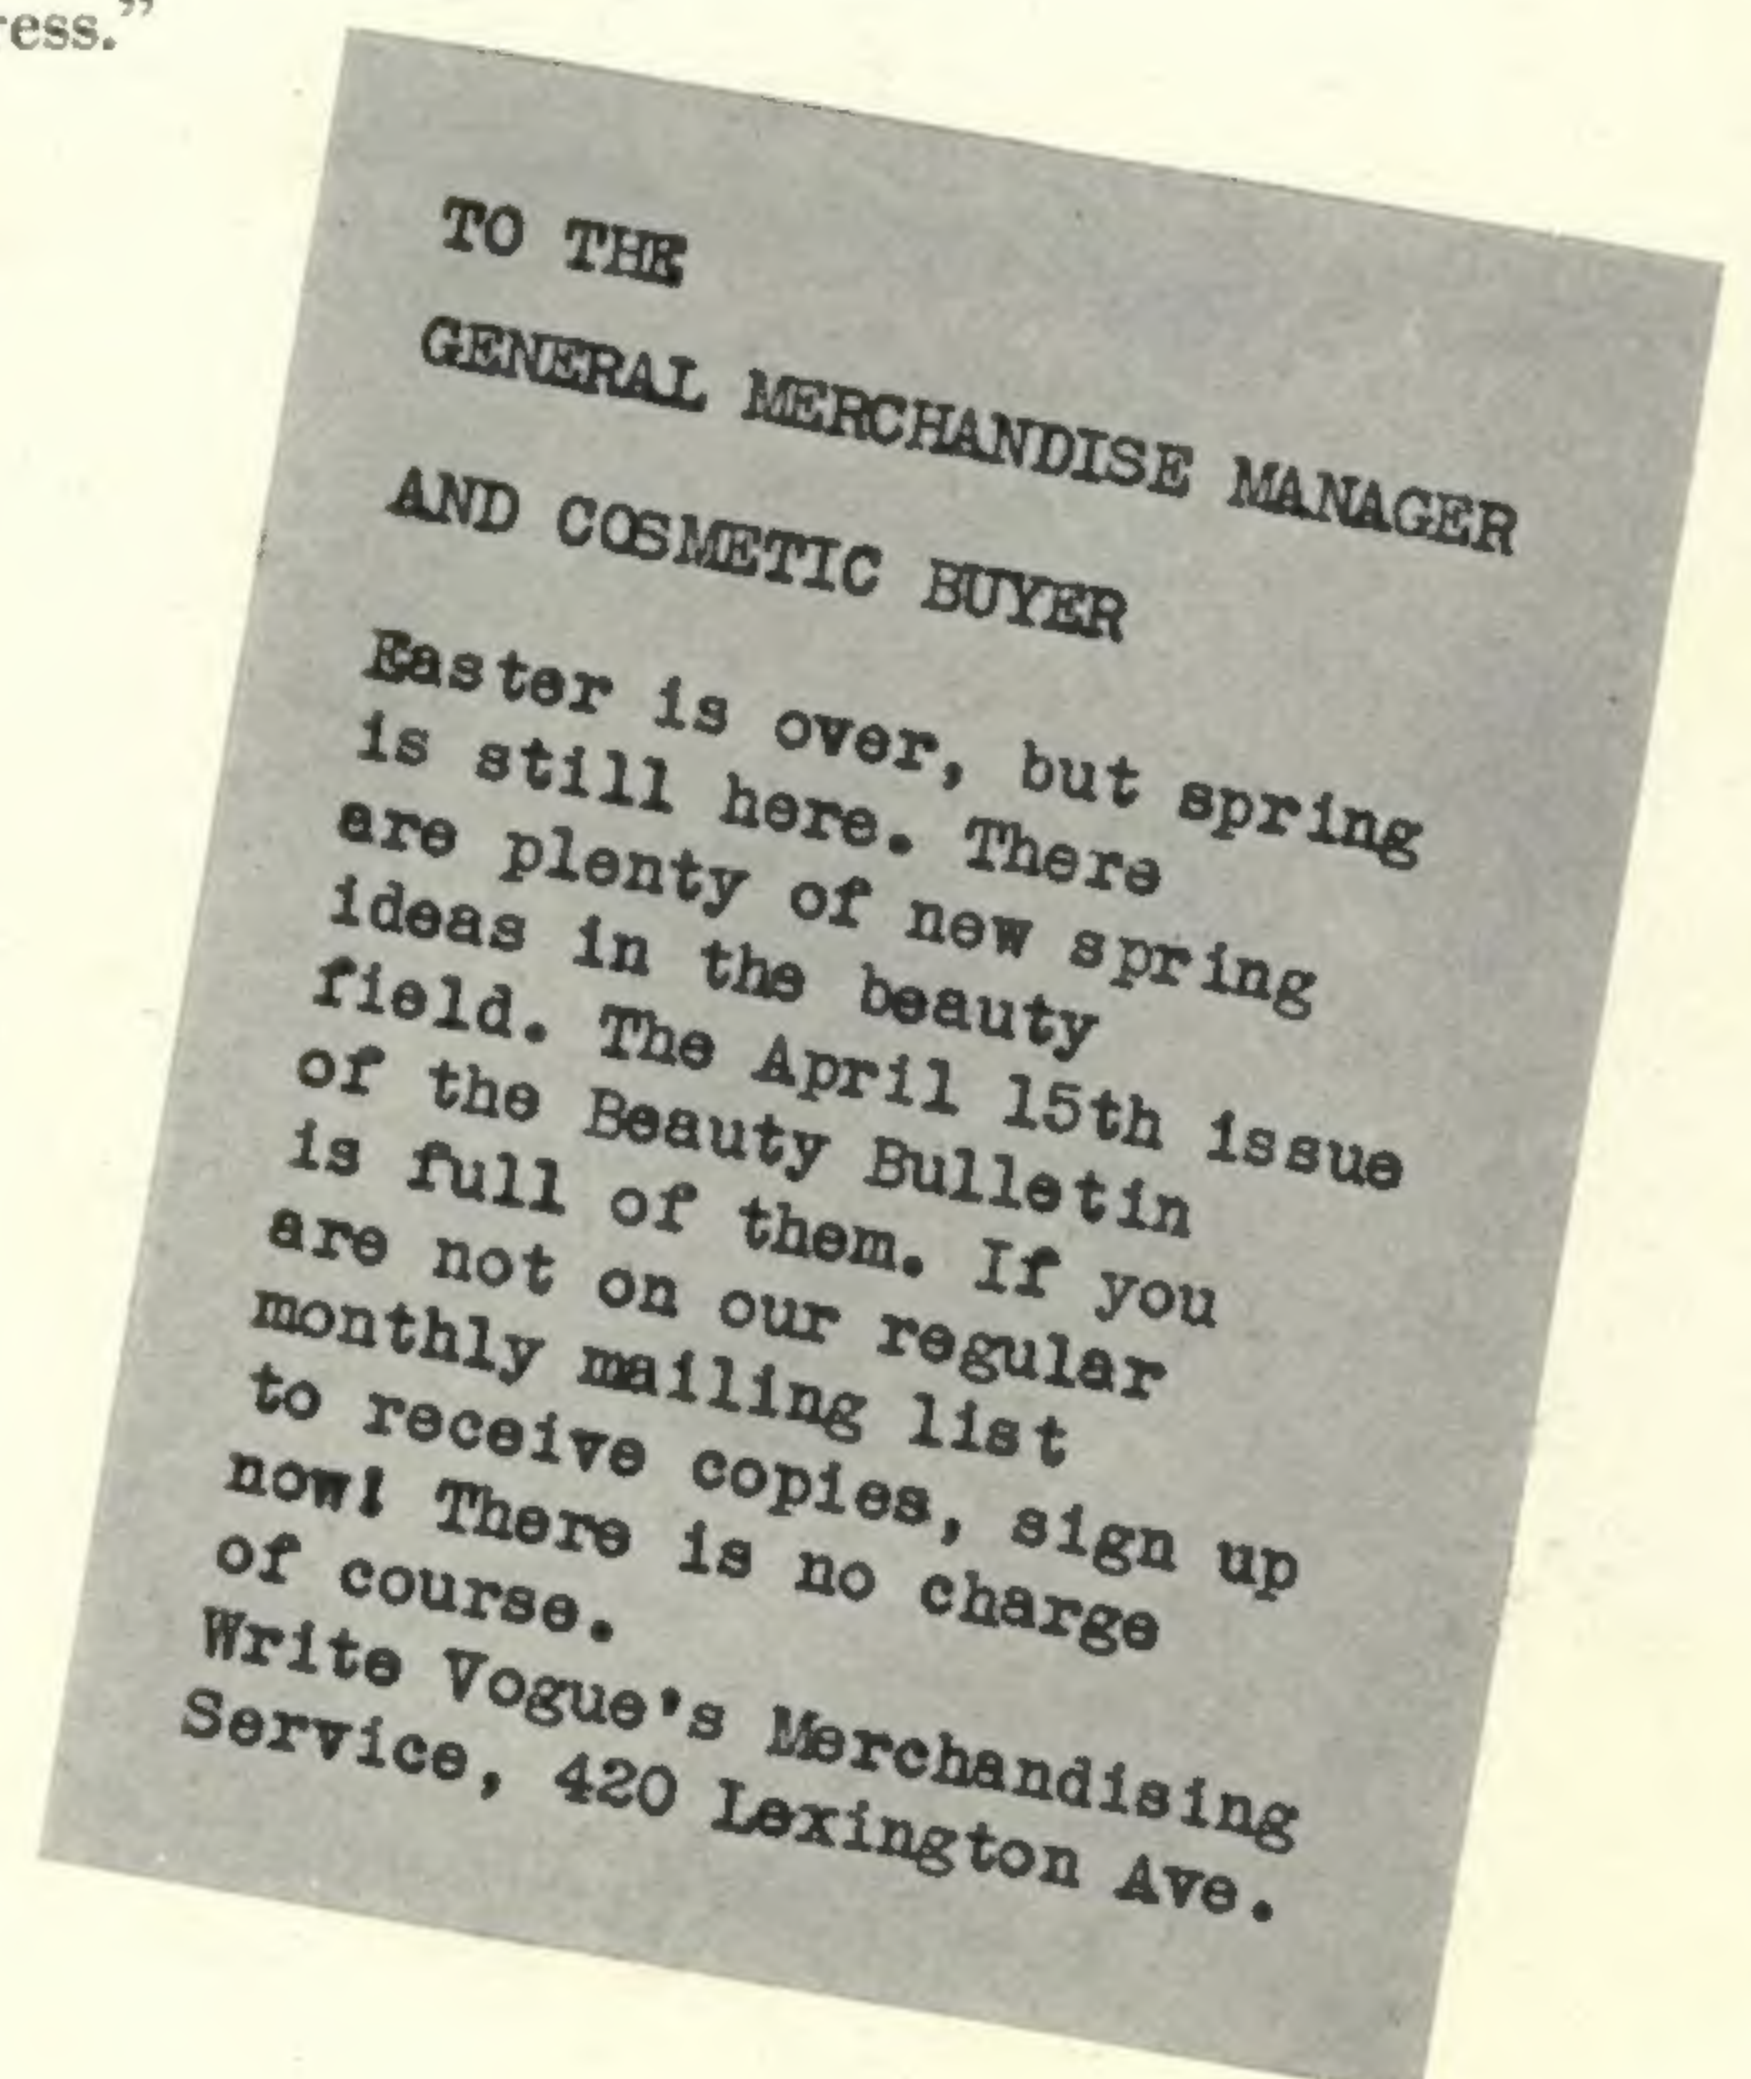 ress.”
TO THE
GENERAL MERCHANDISE MANAGER
AND COSMETIC BUYER
Easter is over, but spring
is still here. There
are plenty of new spring
ideas in the beauty
field. The April 15th issue
of the Beauty Bulletin
is full of them. If you
are not on our regular
monthly mailing list
to receive copies, sign up
now! There is no charge
of course.
Write Vogue's Merchandising
Service, 420 Lexington Ave.